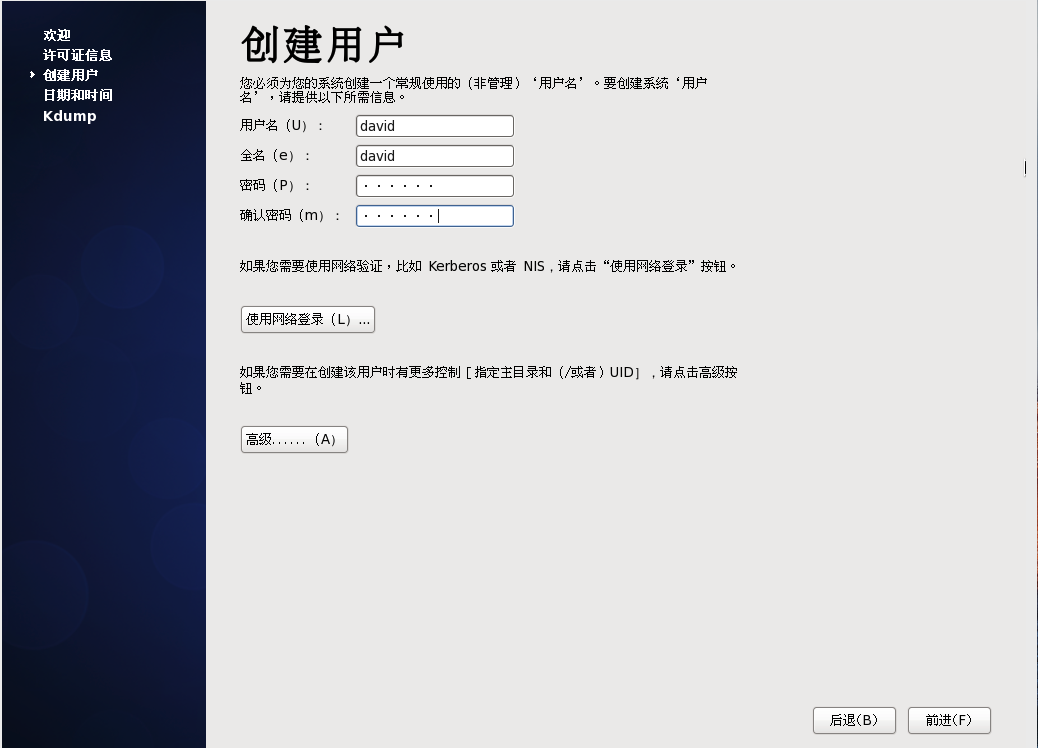 欢迎
许可证信息
创建用户
日期和时间
Kdump
创建用户
您必须为您的系统创建一个常规使用的（非管理）‘用户名’。要创建系统‘用户
名’，请提供以下所需信息。
用户名（U）： david
全名（e）： david
密码（P）： ······
确认密码（m）： ······
如果您需要使用网络验证，比如 Kerberos 或者 NIS，请点击“使用网络登录”按钮。
使用网络登录（L）...
如果您需要在创建该用户时有更多控制［指定主目录和（/或者）UID］，请点击高级按
钮。
高级......（A）
后退(B)
前进(F)